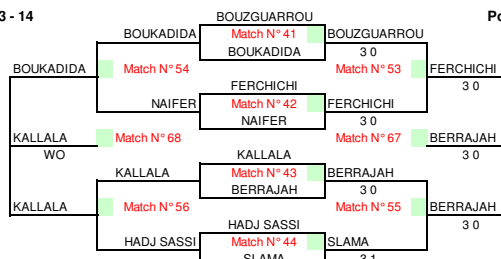 3 - 14 BOUZGUARROU Po
BOUKADIDA Match N° 41 BOUZGUARROU
BOUKADIDA 3 0
BOUKADIDA Match N° 54 Match N° 53 FERCHICHI
FERCHICHI 3 0
NAIFER Match N° 42 FERCHICHI
NAIFER 3 0
KALLALA Match N° 68 Match N° 67 BERRAJAH
WO KALLALA 3 0
KALLALA Match N° 43 BERRAJAH
BERRAJAH 3 0
KALLALA Match N° 56 Match N° 55 BERRAJAH
HADJ SASSI 3 0
HADJ SASSI Match N° 44 SLAMA
SLAMA 3 1